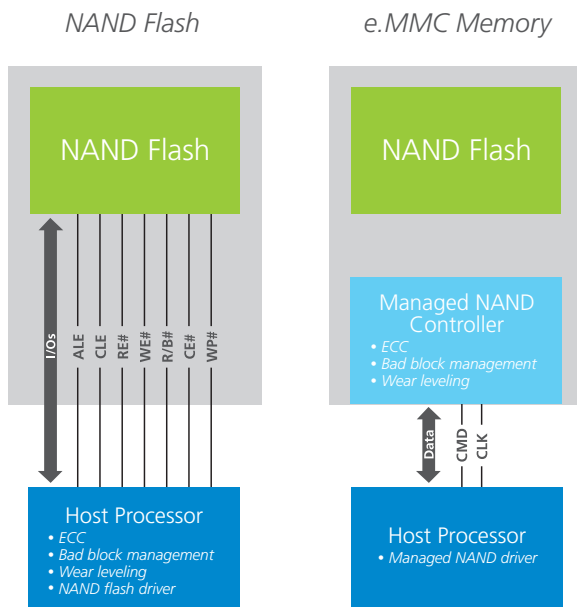 NAND Flash
NAND Flash
I/Os
ALE
CLE
RE#
WE#
R/B#
CE#
WP#
Host Processor
• ECC
• Bad block management
• Wear leveling
• NAND flash driver
e.MMC Memory
NAND Flash
Managed NAND
Controller
• ECC
• Bad block management
• Wear leveling
Data
CMD
CLK
Host Processor
• Managed NAND driver